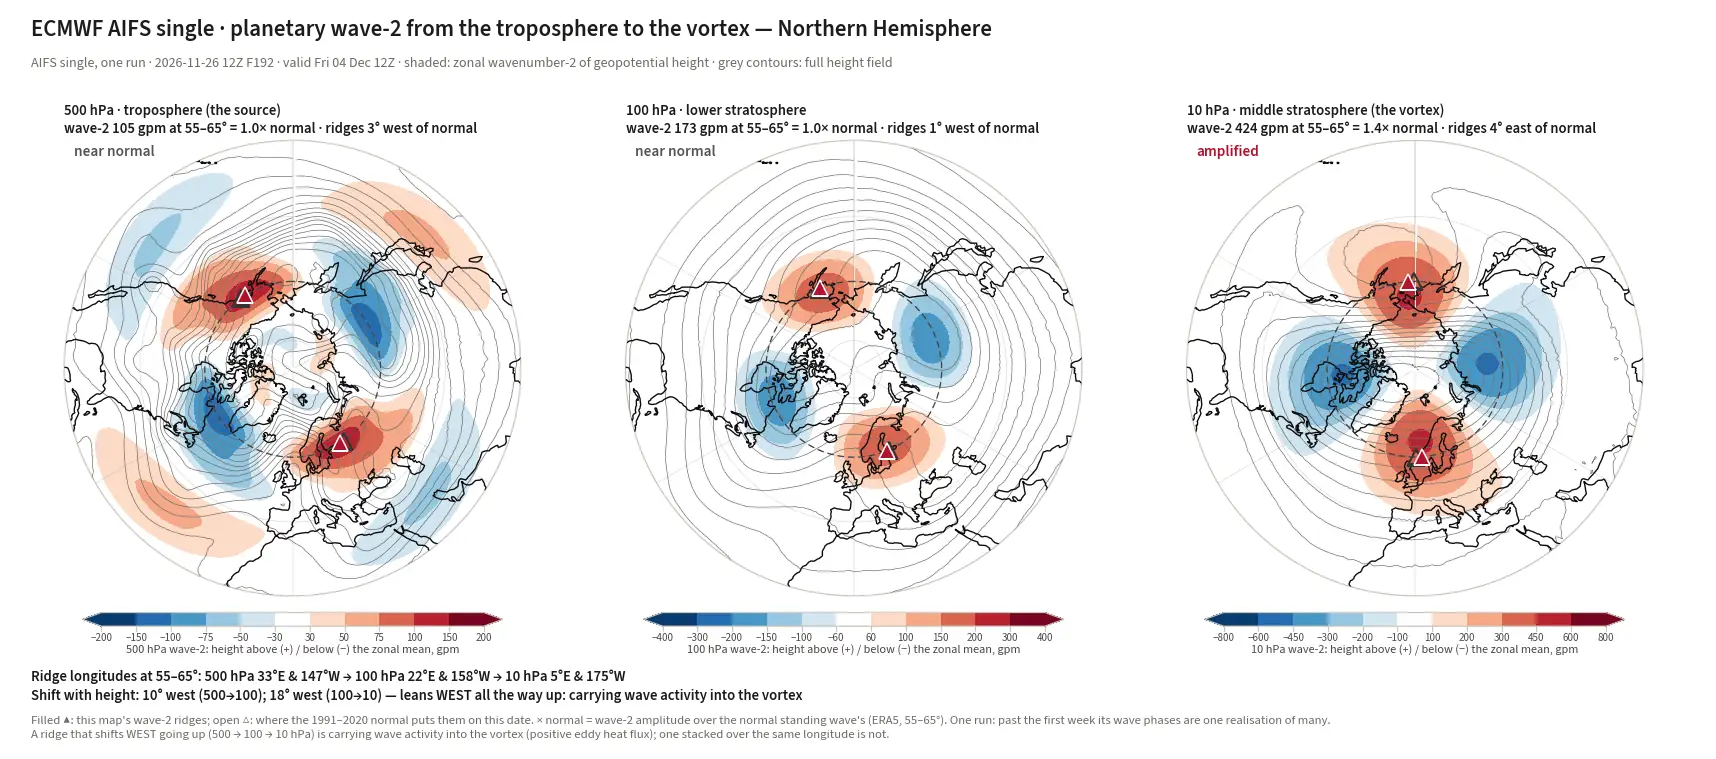 ECMWF AIFS single · planetary wave-2 from the troposphere to the vortex — Northern Hemisphere
AIFS single, one run · 2026-11-26 12Z F192 · valid Fri 04 Dec 12Z · shaded: zonal wavenumber-2 of geopotential height · grey contours: full height field
500 hPa · troposphere (the source)
wave-2 105 gpm at 55–65° = 1.0× normal · ridges 3° west of normal
near normal
100 hPa · lower stratosphere
wave-2 173 gpm at 55–65° = 1.0× normal · ridges 1° west of normal
near normal
10 hPa · middle stratosphere (the vortex)
wave-2 424 gpm at 55–65° = 1.4× normal · ridges 4° east of normal
amplified
−200 −150 −100 −75 −50 −30 30 50 75 100 150 200
500 hPa wave-2: height above (+) / below (−) the zonal mean, gpm
−400 −300 −200 −150 −100 −60 60 100 150 200 300 400
100 hPa wave-2: height above (+) / below (−) the zonal mean, gpm
−800 −600 −450 −300 −200 −100 100 200 300 450 600 800
10 hPa wave-2: height above (+) / below (−) the zonal mean, gpm
Ridge longitudes at 55–65°: 500 hPa 33°E & 147°W → 100 hPa 22°E & 158°W → 10 hPa 5°E & 175°W
Shift with height: 10° west (500→100); 18° west (100→10) — leans WEST all the way up: carrying wave activity into the vortex
Filled ▲: this map's wave-2 ridges; open △: where the 1991–2020 normal puts them on this date. × normal = wave-2 amplitude over the normal standing wave's (ERA5, 55–65°). One run: past the first week its wave phases are one realisation of many.
A ridge that shifts WEST going up (500 → 100 → 10 hPa) is carrying wave activity into the vortex (positive eddy heat flux); one stacked over the same longitude is not.